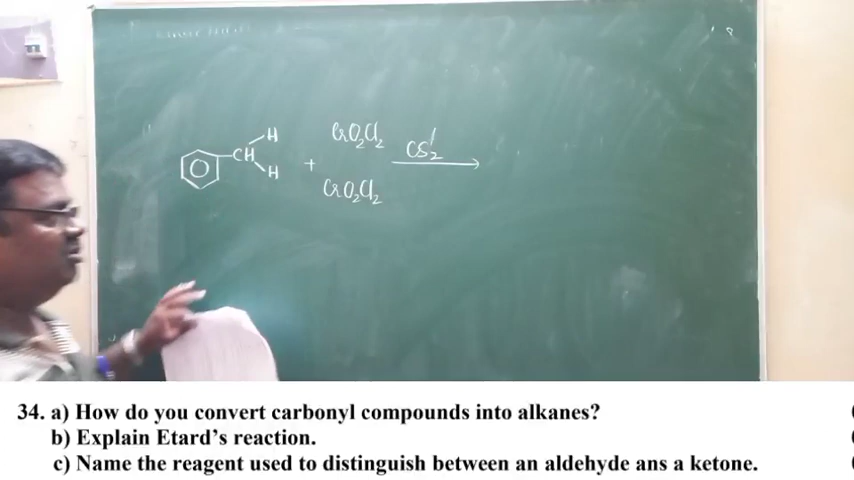 H
CH
H
+
CrO₂Cl₂
CrO₂Cl₂
CS₂
34. a) How do you convert carbonyl compounds into alkanes?
b) Explain Etard's reaction.
c) Name the reagent used to distinguish between an aldehyde ans a ketone.